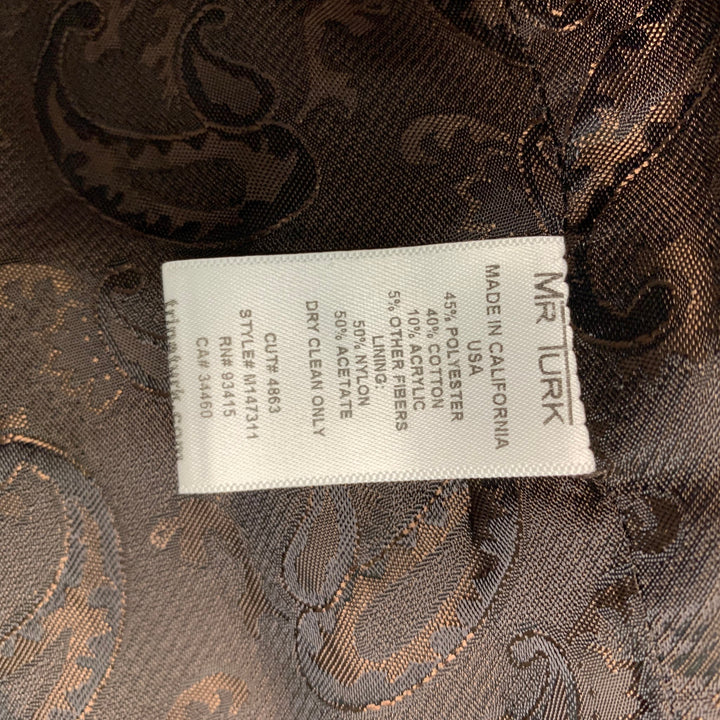 MR TURK
MADE IN CALIFORNIA
USA
45% POLYESTER
40% COTTON
10% ACRYLIC
5% OTHER FIBERS
LINING:
50% NYLON
50% ACETATE
DRY CLEAN ONLY
CUT# 4863
STYLE# M147311
RN# 93415
CA# 34460